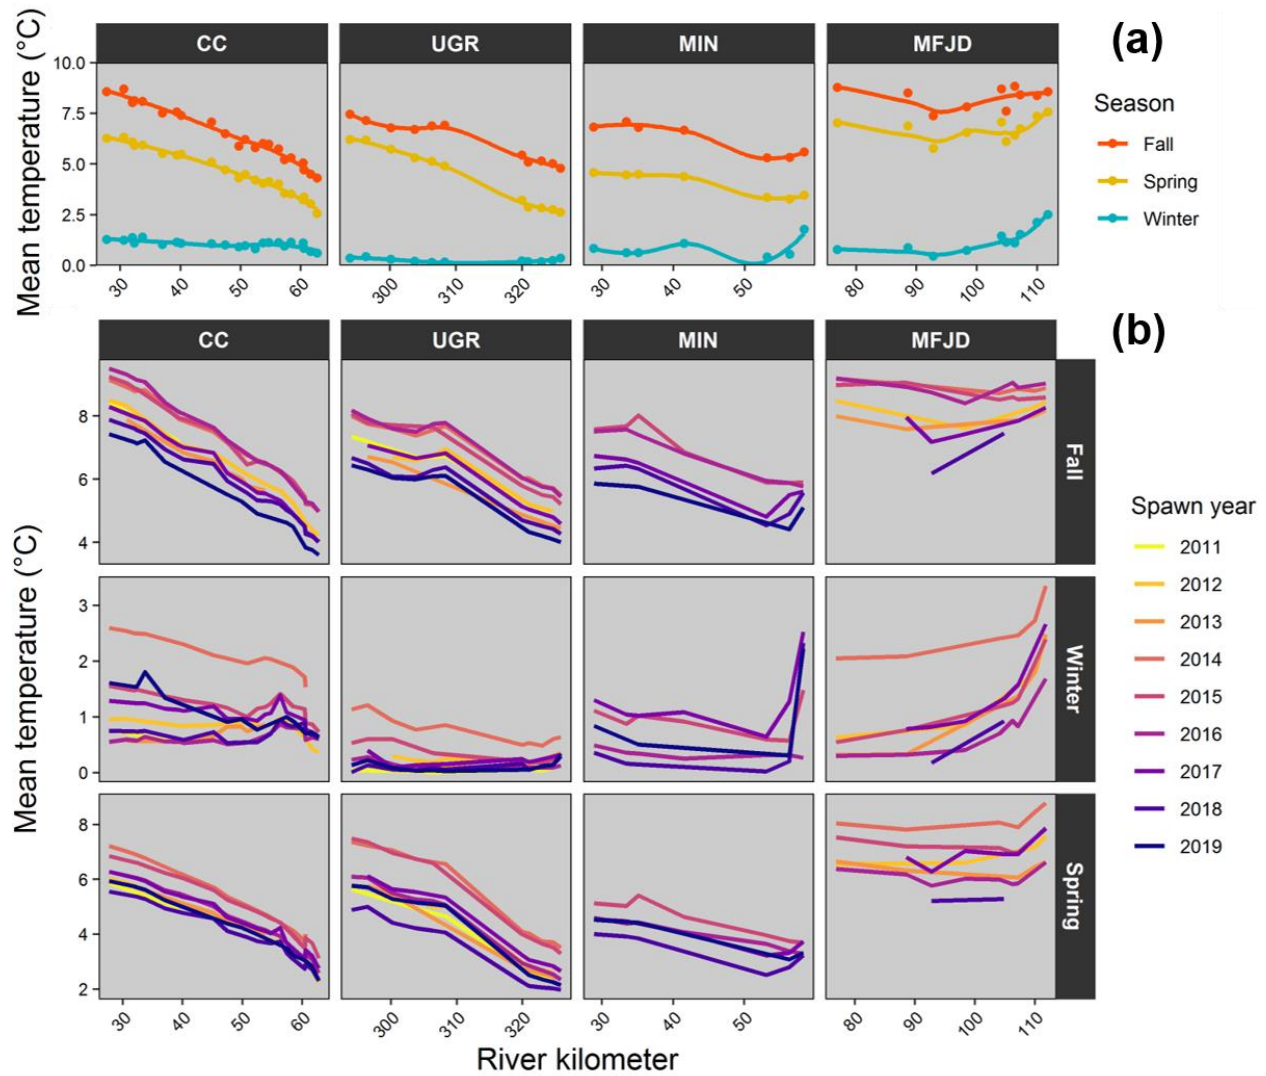 CC UGR MIN MFJD (a)
Mean temperature (°C)
10.0
7.5
5.0
2.5
0.0
30 40 50 60 300 310 320 30 40 50 80 90 100 110
Season
Fall
Spring
Winter
CC UGR MIN MFJD (b)
Mean temperature (°C)
8
6
4
Fall
3
2
1
0
Winter
8
6
4
2
Spring
30 40 50 60 300 310 320 30 40 50 80 90 100 110
River kilometer
Spawn year
2011
2012
2013
2014
2015
2016
2017
2018
2019